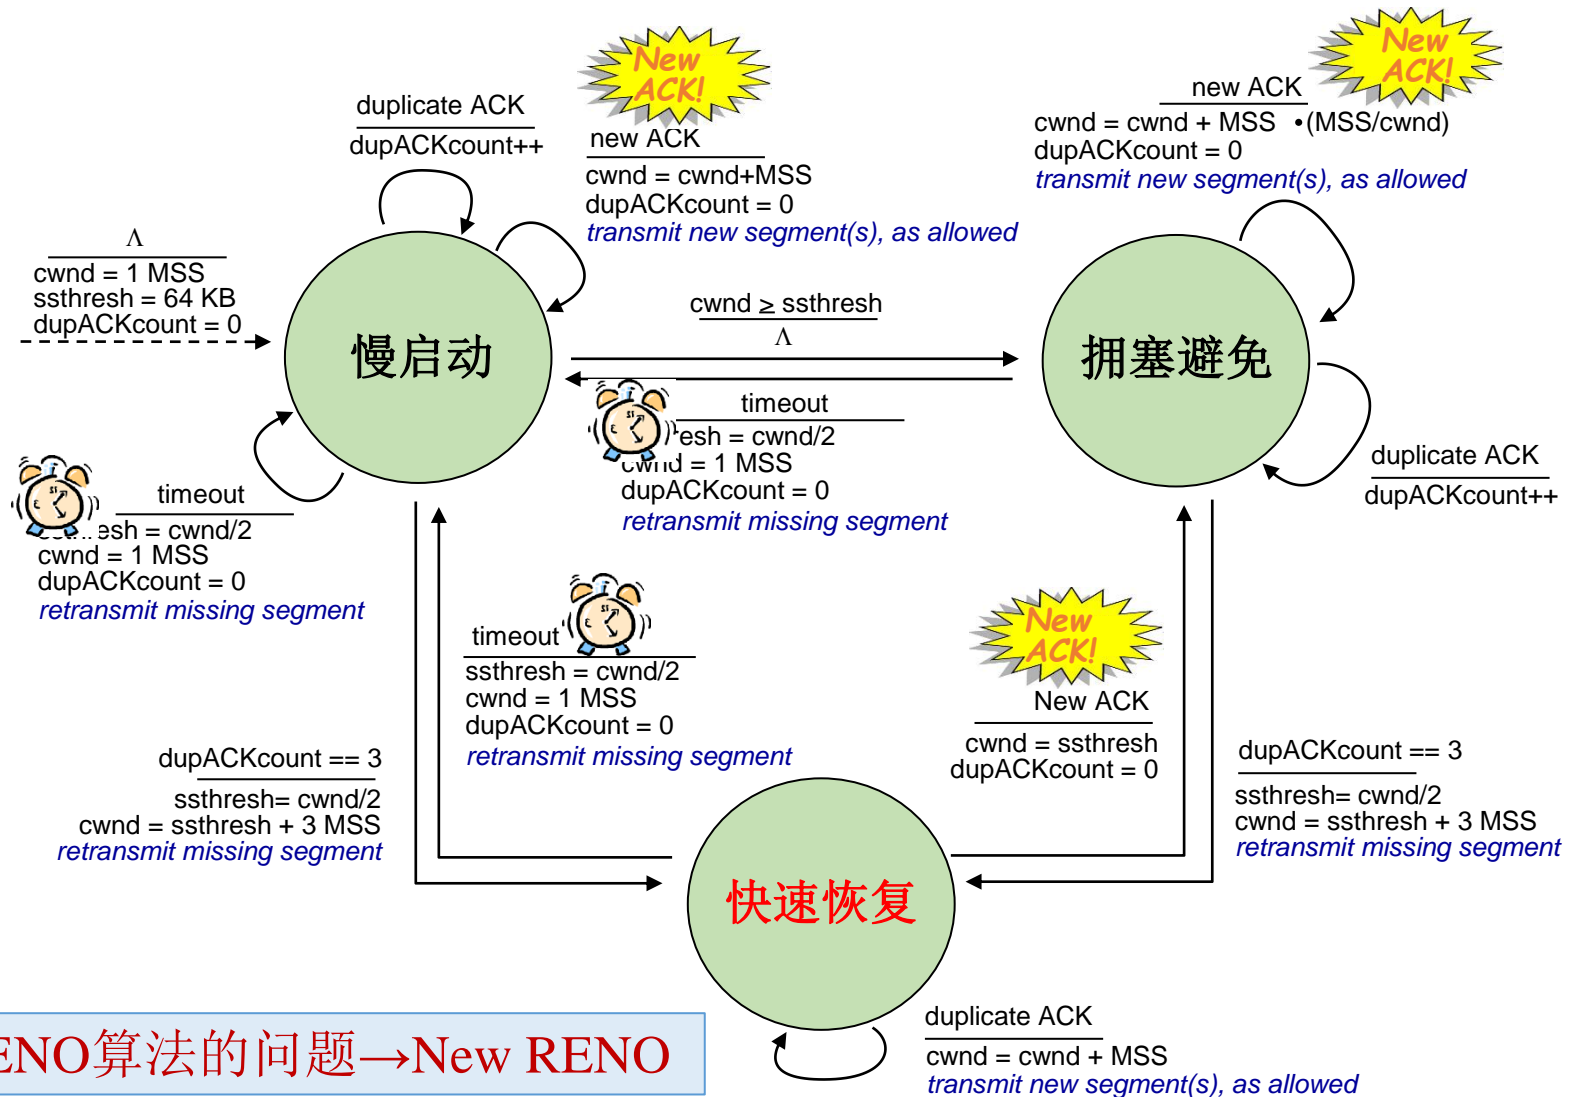 New
ACK!
duplicate ACK
dupACKcount++
new ACK
cwnd = cwnd+MSS
dupACKcount = 0
transmit new segment(s), as allowed
New
ACK!
new ACK
cwnd = cwnd + MSS •(MSS/cwnd)
dupACKcount = 0
transmit new segment(s), as allowed
Λ
cwnd = 1 MSS
ssthresh = 64 KB
dupACKcount = 0
慢启动
cwnd ≥ ssthresh
Λ
拥塞避免
timeout
esh = cwnd/2
cwnd = 1 MSS
dupACKcount = 0
retransmit missing segment
duplicate ACK
dupACKcount++
timeout
esh = cwnd/2
cwnd = 1 MSS
dupACKcount = 0
retransmit missing segment
timeout
ssthresh = cwnd/2
cwnd = 1 MSS
dupACKcount = 0
retransmit missing segment
New
ACK!
New ACK
cwnd = ssthresh
dupACKcount = 0
dupACKcount == 3
ssthresh= cwnd/2
cwnd = ssthresh + 3 MSS
retransmit missing segment
dupACKcount == 3
ssthresh= cwnd/2
cwnd = ssthresh + 3 MSS
retransmit missing segment
快速恢复
duplicate ACK
cwnd = cwnd + MSS
transmit new segment(s), as allowed
ENO算法的问题→New RENO